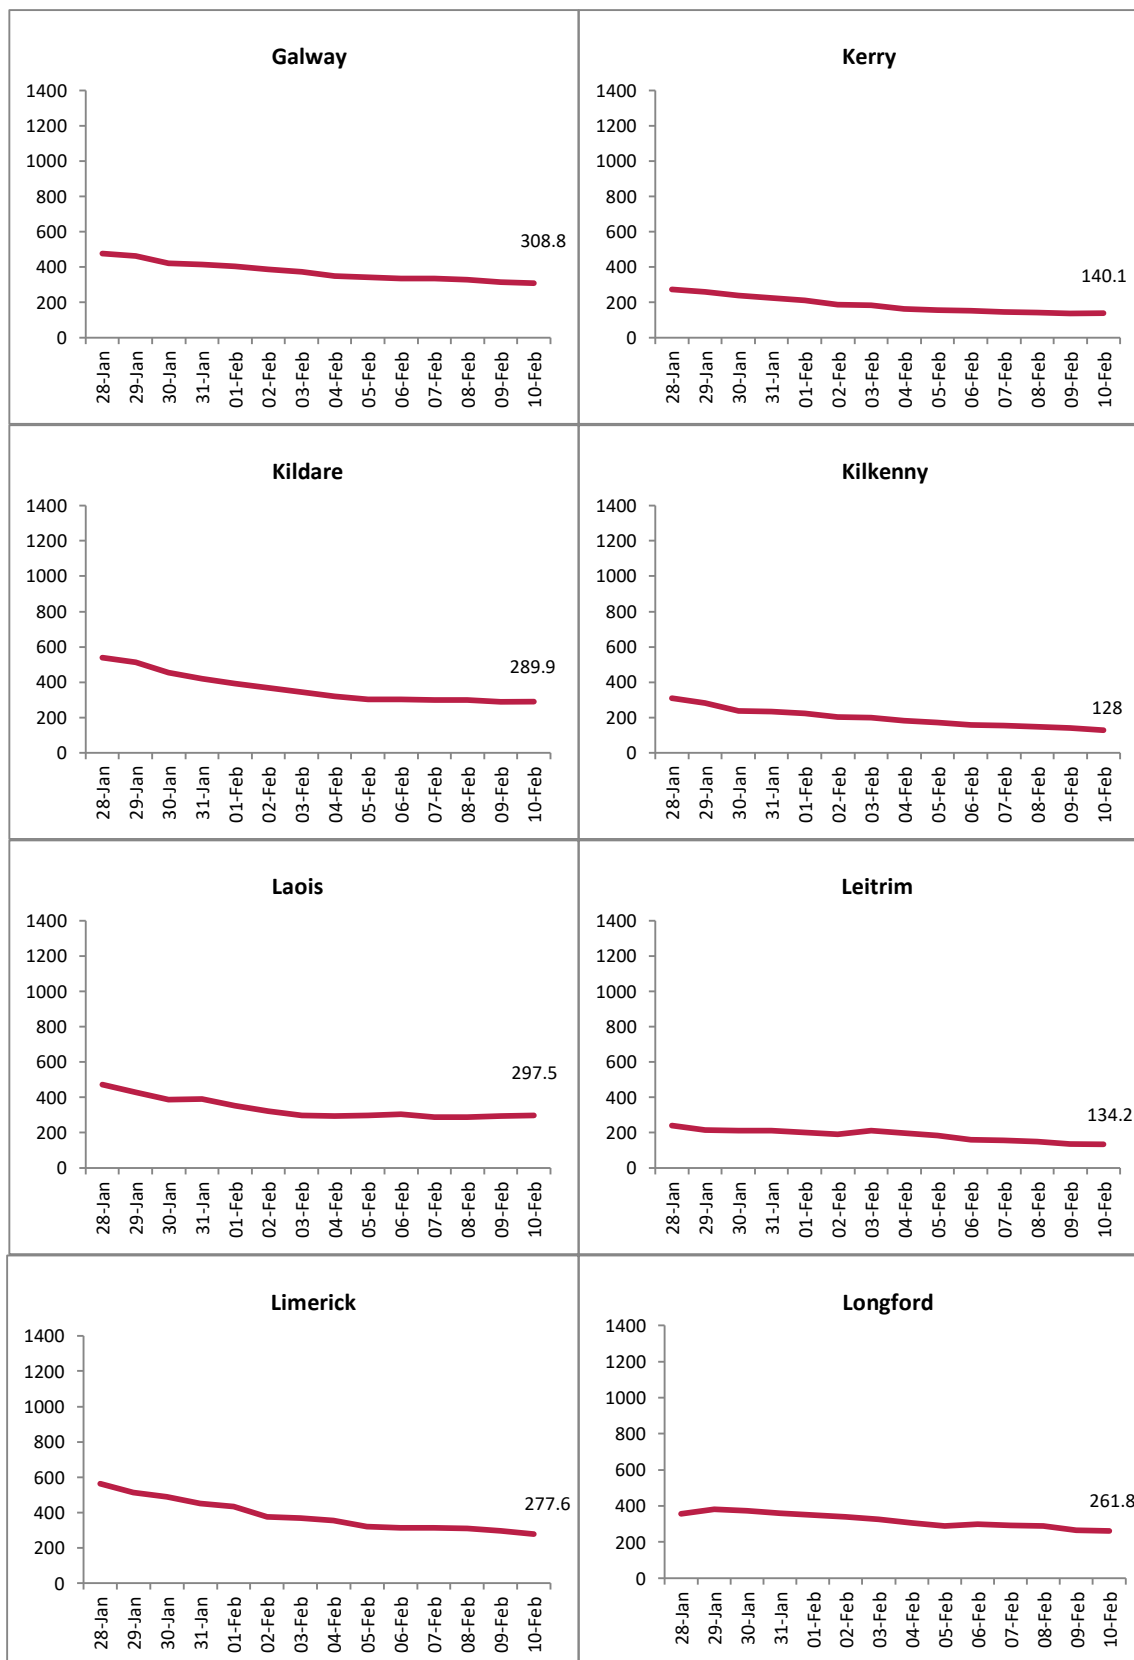 Galway
1400
1200
1000
800
600
400
200
0
308.8
28-Jan
29-Jan
30-Jan
31-Jan
01-Feb
02-Feb
03-Feb
04-Feb
05-Feb
06-Feb
07-Feb
08-Feb
09-Feb
10-Feb
Kerry
1400
1200
1000
800
600
400
200
0
140.1
28-Jan
29-Jan
30-Jan
31-Jan
01-Feb
02-Feb
03-Feb
04-Feb
05-Feb
06-Feb
07-Feb
08-Feb
09-Feb
10-Feb
Kildare
1400
1200
1000
800
600
400
200
0
289.9
28-Jan
29-Jan
30-Jan
31-Jan
01-Feb
02-Feb
03-Feb
04-Feb
05-Feb
06-Feb
07-Feb
08-Feb
09-Feb
10-Feb
Kilkenny
1400
1200
1000
800
600
400
200
0
128
28-Jan
29-Jan
30-Jan
31-Jan
01-Feb
02-Feb
03-Feb
04-Feb
05-Feb
06-Feb
07-Feb
08-Feb
09-Feb
10-Feb
Laois
1400
1200
1000
800
600
400
200
0
297.5
28-Jan
29-Jan
30-Jan
31-Jan
01-Feb
02-Feb
03-Feb
04-Feb
05-Feb
06-Feb
07-Feb
08-Feb
09-Feb
10-Feb
Leitrim
1400
1200
1000
800
600
400
200
0
134.2
28-Jan
29-Jan
30-Jan
31-Jan
01-Feb
02-Feb
03-Feb
04-Feb
05-Feb
06-Feb
07-Feb
08-Feb
09-Feb
10-Feb
Limerick
1400
1200
1000
800
600
400
200
0
277.6
28-Jan
29-Jan
30-Jan
31-Jan
01-Feb
02-Feb
03-Feb
04-Feb
05-Feb
06-Feb
07-Feb
08-Feb
09-Feb
10-Feb
Longford
1400
1200
1000
800
600
400
200
0
261.8
28-Jan
29-Jan
30-Jan
31-Jan
01-Feb
02-Feb
03-Feb
04-Feb
05-Feb
06-Feb
07-Feb
08-Feb
09-Feb
10-Feb